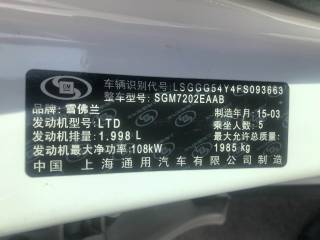 车辆识别代号:LSGGG54Y4FS093663
整车型号:SGM7202EAAB
品牌:雪佛兰 制造年月:15-03
发动机型号:LTD 乘坐人数:5
发动机排量:1.998 L 最大允许总质量:
发动机最大净功率:108kW 1985 kg
中国 上海通用汽车有限公司制造